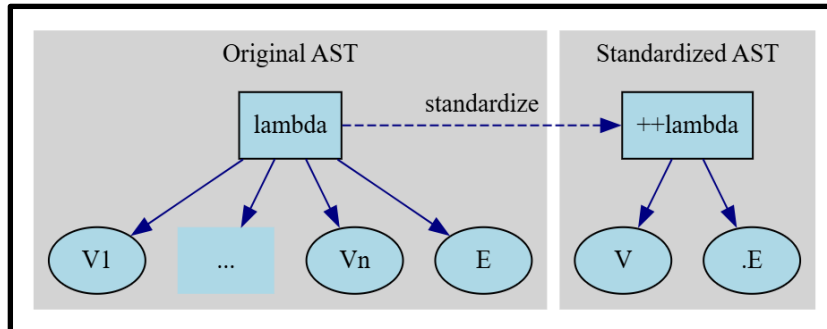 Original AST
Standardized AST
lambda
standardize
++lambda
V1
...
Vn
E
V
.E